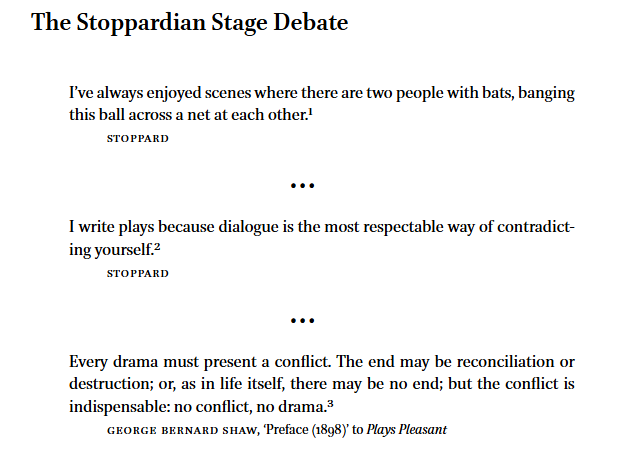 The Stoppardian Stage Debate
I’ve always enjoyed scenes where there are two people with bats, banging
this ball across a net at each other.¹
STOPPARD
•••
I write plays because dialogue is the most respectable way of contradict-
ing yourself.²
STOPPARD
•••
Every drama must present a conflict. The end may be reconciliation or
destruction; or, as in life itself, there may be no end; but the conflict is
indispensable: no conflict, no drama.³
GEORGE BERNARD SHAW, ‘Preface (1898)’ to Plays Pleasant